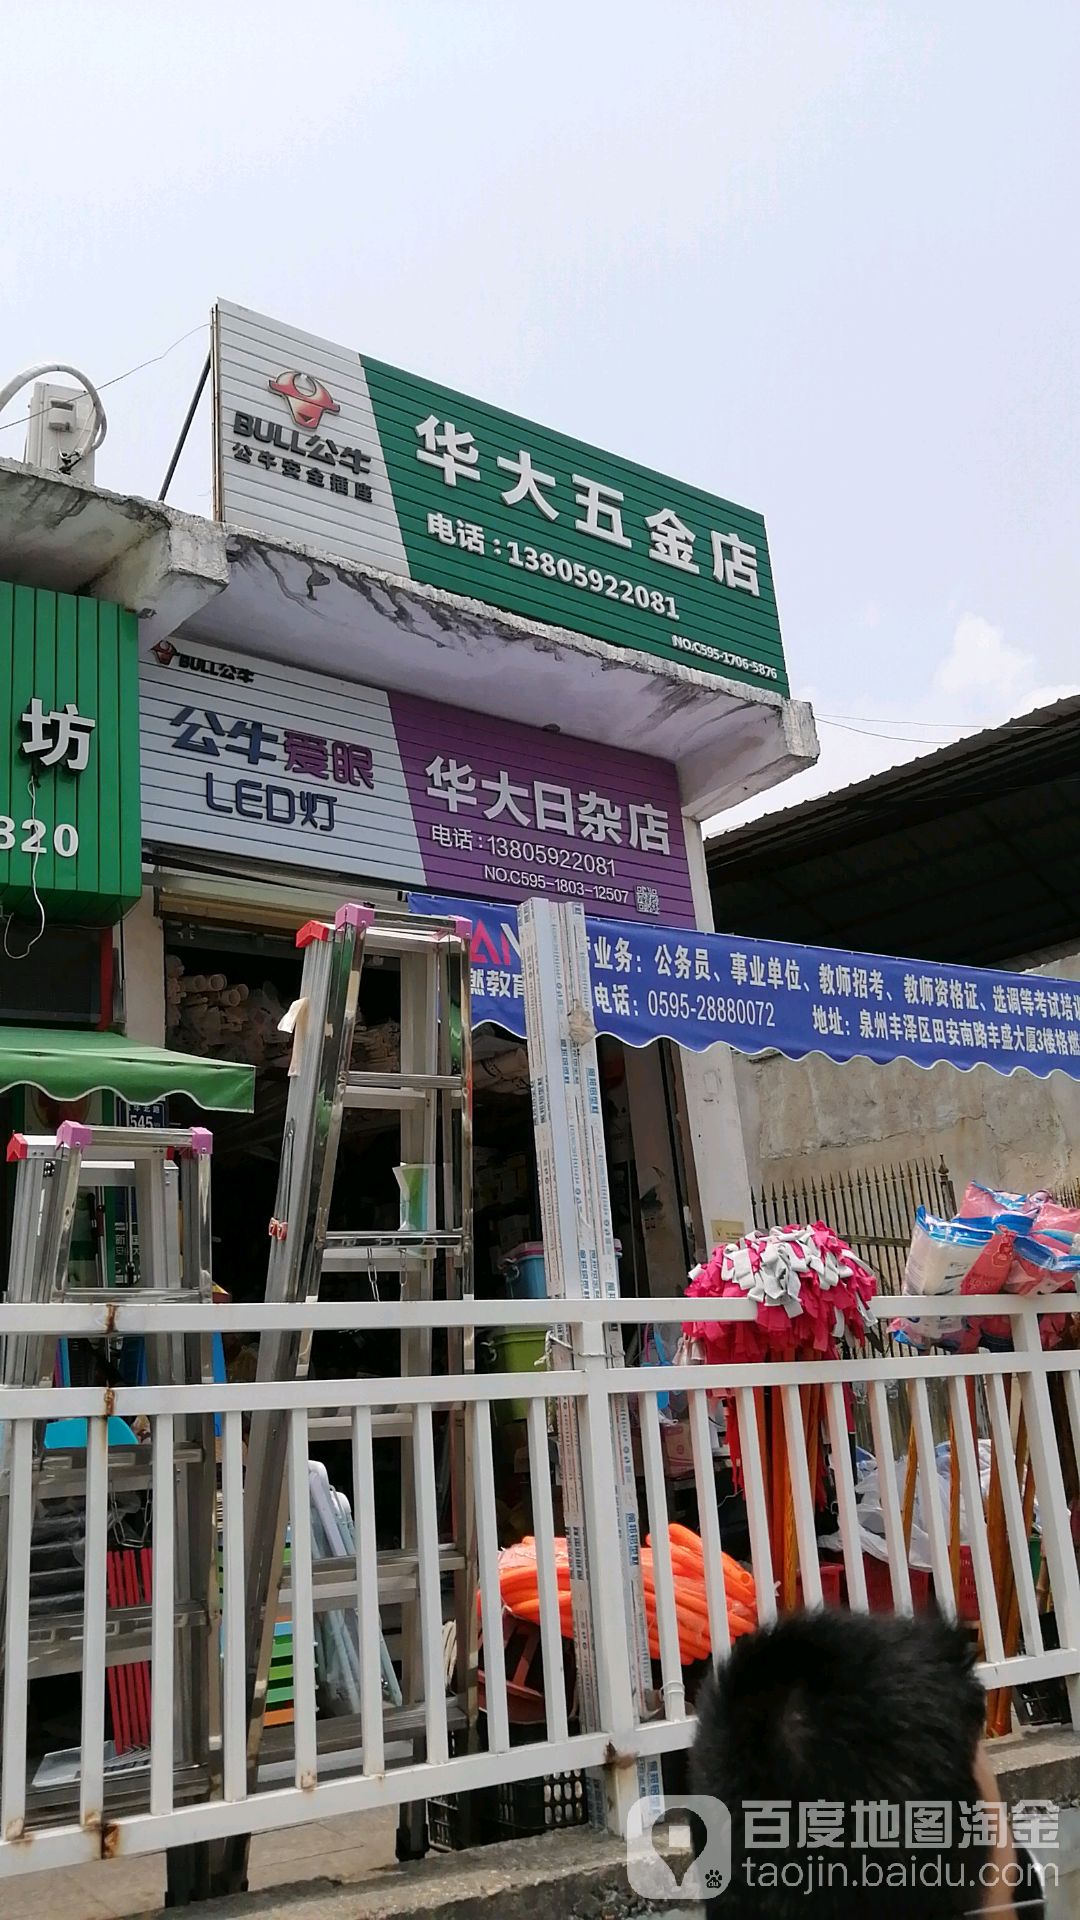 BULL公牛
公牛安全插座
华大五金店
电话：13805922081
NO.C595-1706-5876
BULL公牛
公牛爱眼
LED灯
华大日杂店
电话：13805922081
NO.C595-1803-12507
坊
320
业务：公务员、事业单位、教师招考、教师资格证、选调等考试培训
燃教育
电话：0595-28880072 地址：泉州丰泽区田安南路丰盛大厦3楼格燃
545
百度地图淘金
taojin.baidu.com